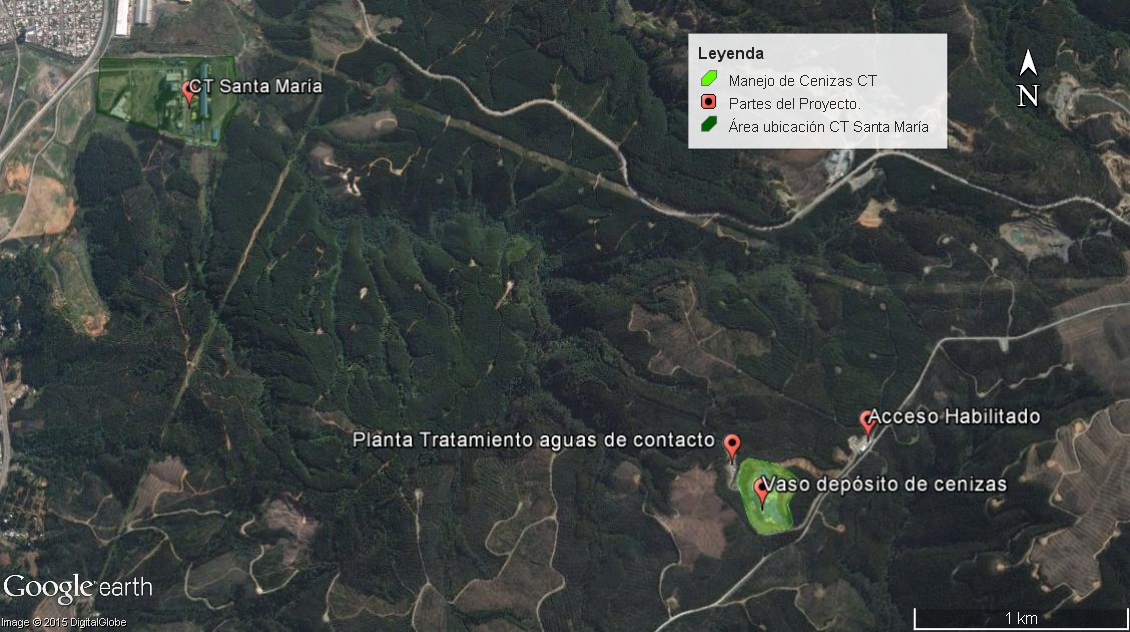 Leyenda
Manejo de Cenizas CT
Partes del Proyecto.
Área ubicación CT Santa María
N
CT Santa María
Acceso Habilitado
Planta Tratamiento aguas de contacto
Vaso depósito de cenizas
Google earth
Image © 2015 DigitalGlobe
1 km